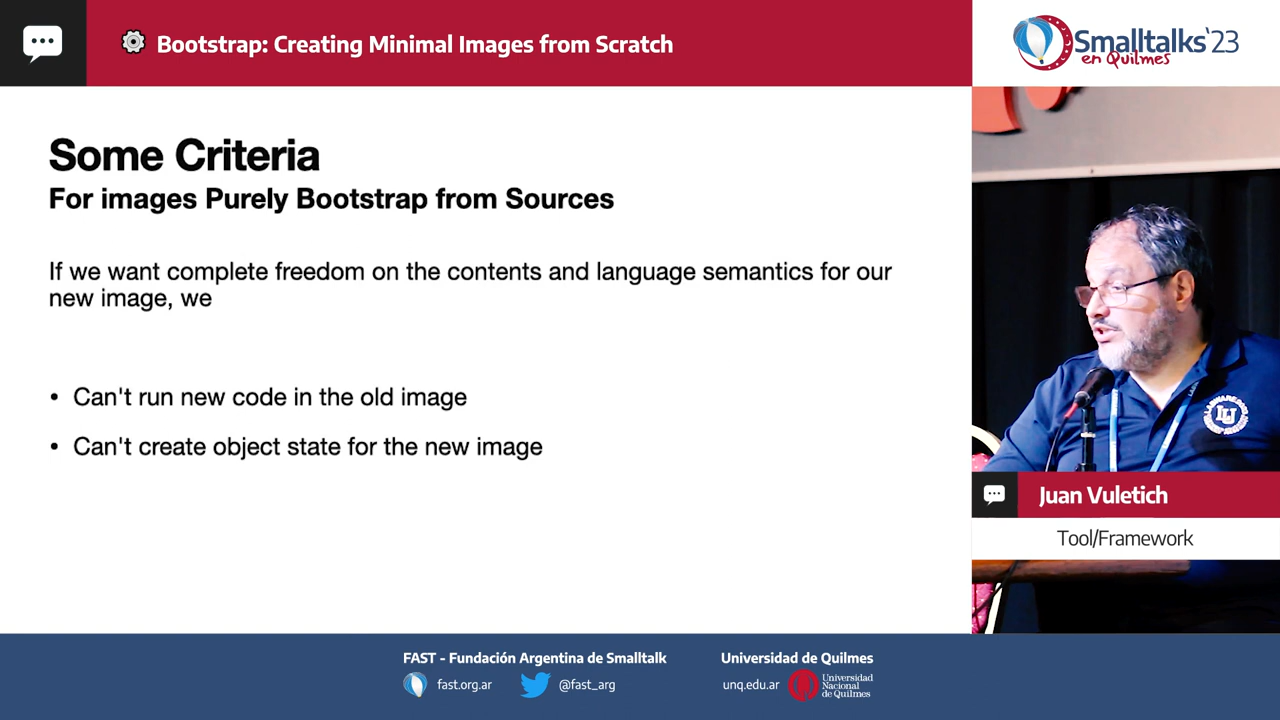 Bootstrap: Creating Minimal Images from Scratch
Smalltalks'23
en Quilmes
Some Criteria
For images Purely Bootstrap from Sources
If we want complete freedom on the contents and language semantics for our
new image, we
• Can't run new code in the old image
• Can't create object state for the new image
Juan Vuletich
Tool/Framework
FAST - Fundación Argentina de Smalltalk
fast.org.ar
@fast_arg
Universidad de Quilmes
unq.edu.ar
Universidad
Nacional
de Quilmes